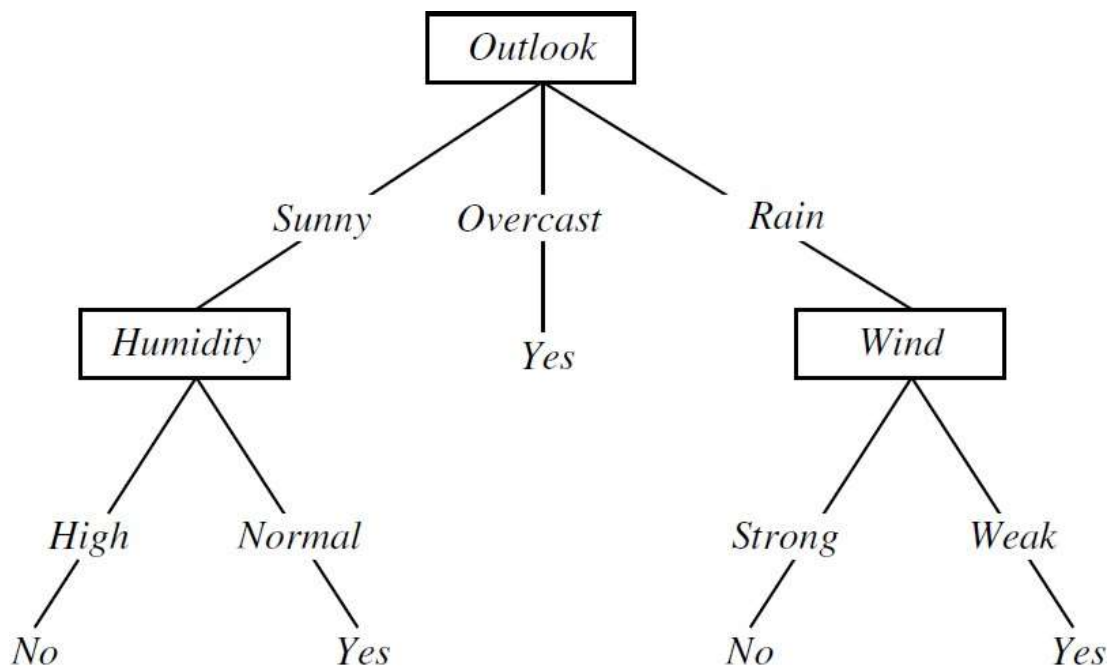 Outlook
Sunny Overcast Rain
Humidity Yes Wind
High Normal Strong Weak
No Yes No Yes